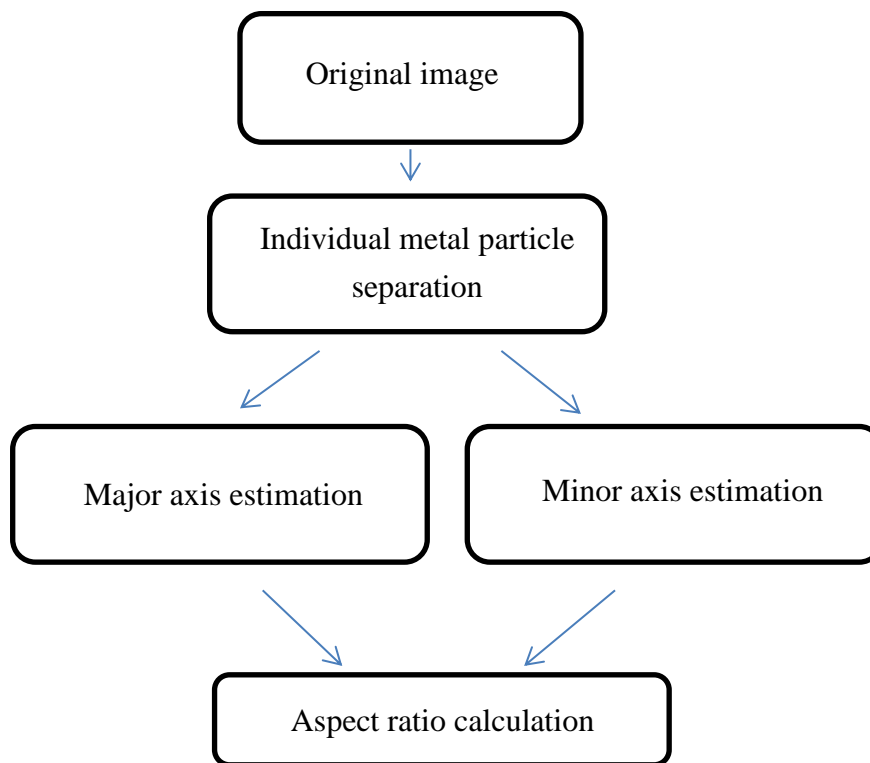 Original image
Individual metal particle
separation
Major axis estimation
Minor axis estimation
Aspect ratio calculation